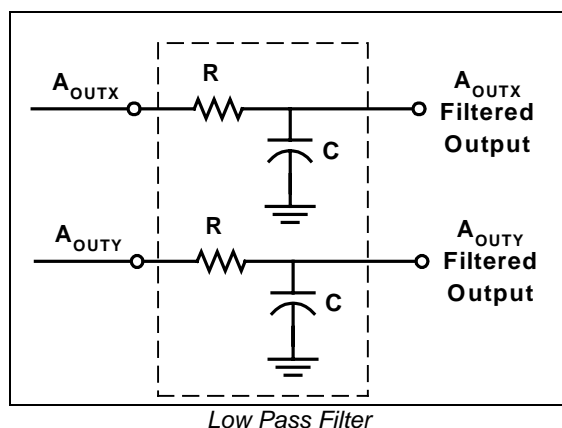 A_OUTX
R
A_OUTX
Filtered
Output
C
A_OUTY
R
A_OUTY
Filtered
Output
C
Low Pass Filter